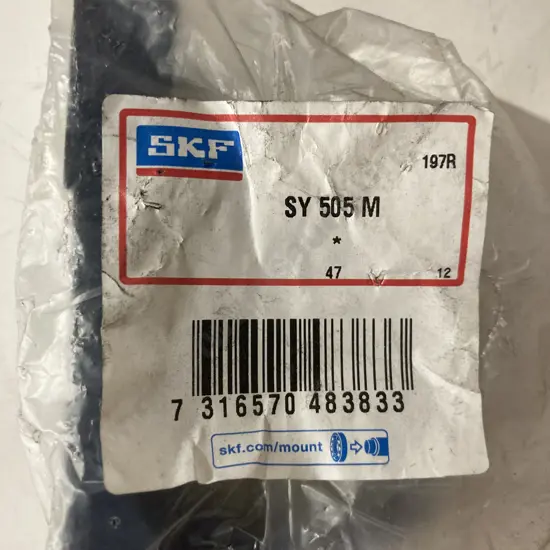 SKF
197R
SY 505 M
*
47 12
7 316570 483833
skf.com/mount